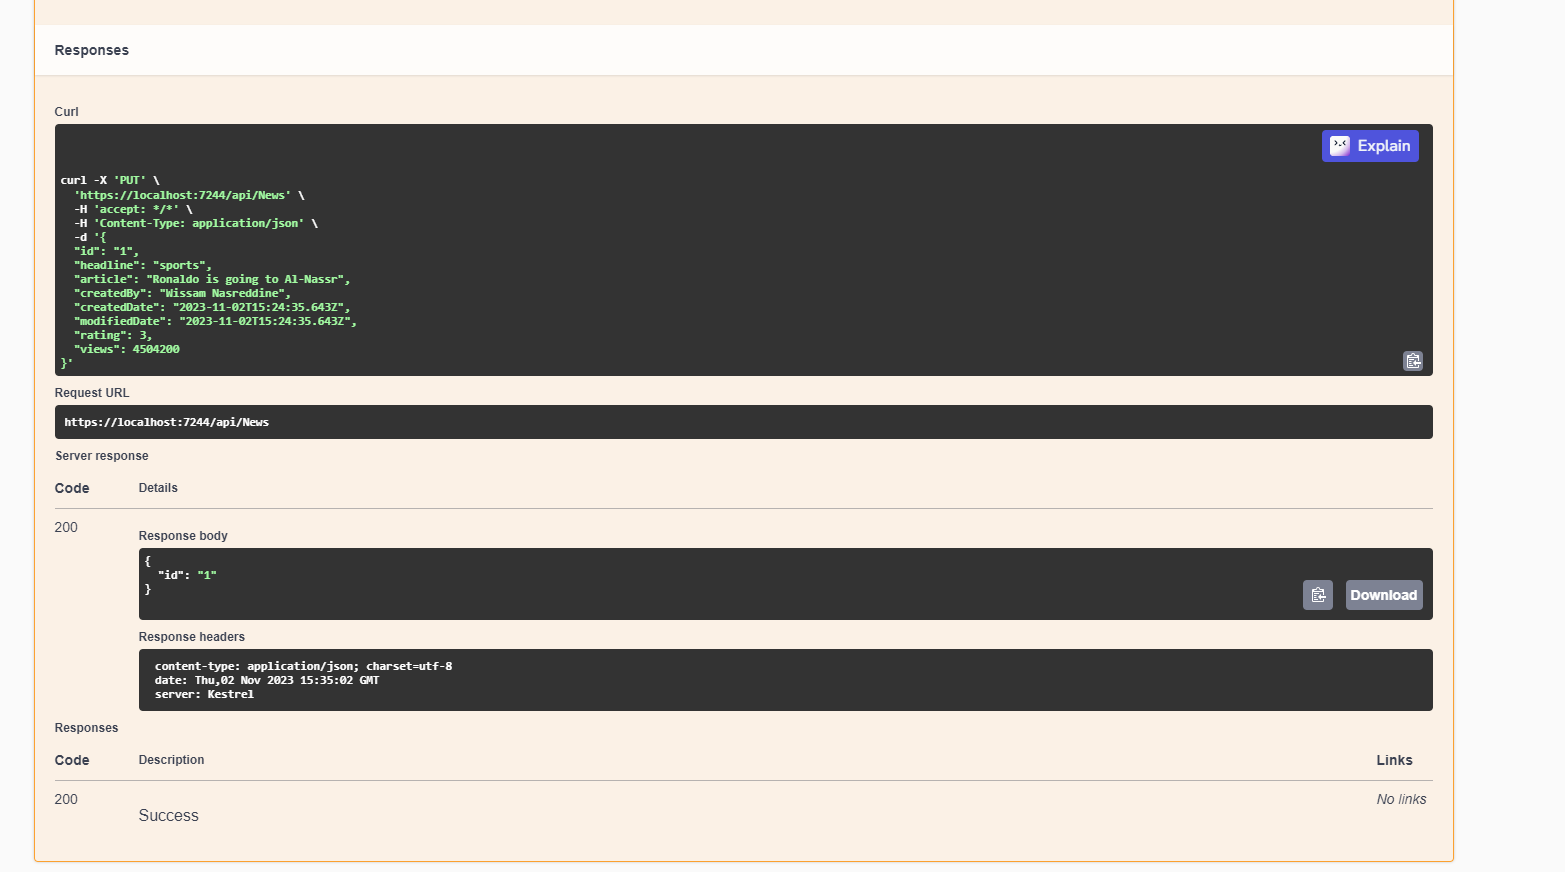 Responses
Curl
Explain
curl -X 'PUT' \
  'https://localhost:7244/api/News' \
  -H 'accept: */*' \
  -H 'Content-Type: application/json' \
  -d '{
  "id": "1",
  "headline": "sports",
  "article": "Ronaldo is going to Al-Nassr",
  "createdBy": "Wissam Nasreddine",
  "createdDate": "2023-11-02T15:24:35.643Z",
  "modifiedDate": "2023-11-02T15:24:35.643Z",
  "rating": 3,
  "views": 4504200
}'
Request URL
https://localhost:7244/api/News
Server response
Code Details
200
Response body
{
  "id": "1"
}
Download
Response headers
content-type: application/json; charset=utf-8
date: Thu,02 Nov 2023 15:35:02 GMT
server: Kestrel
Responses
Code Description Links
200 No links
Success